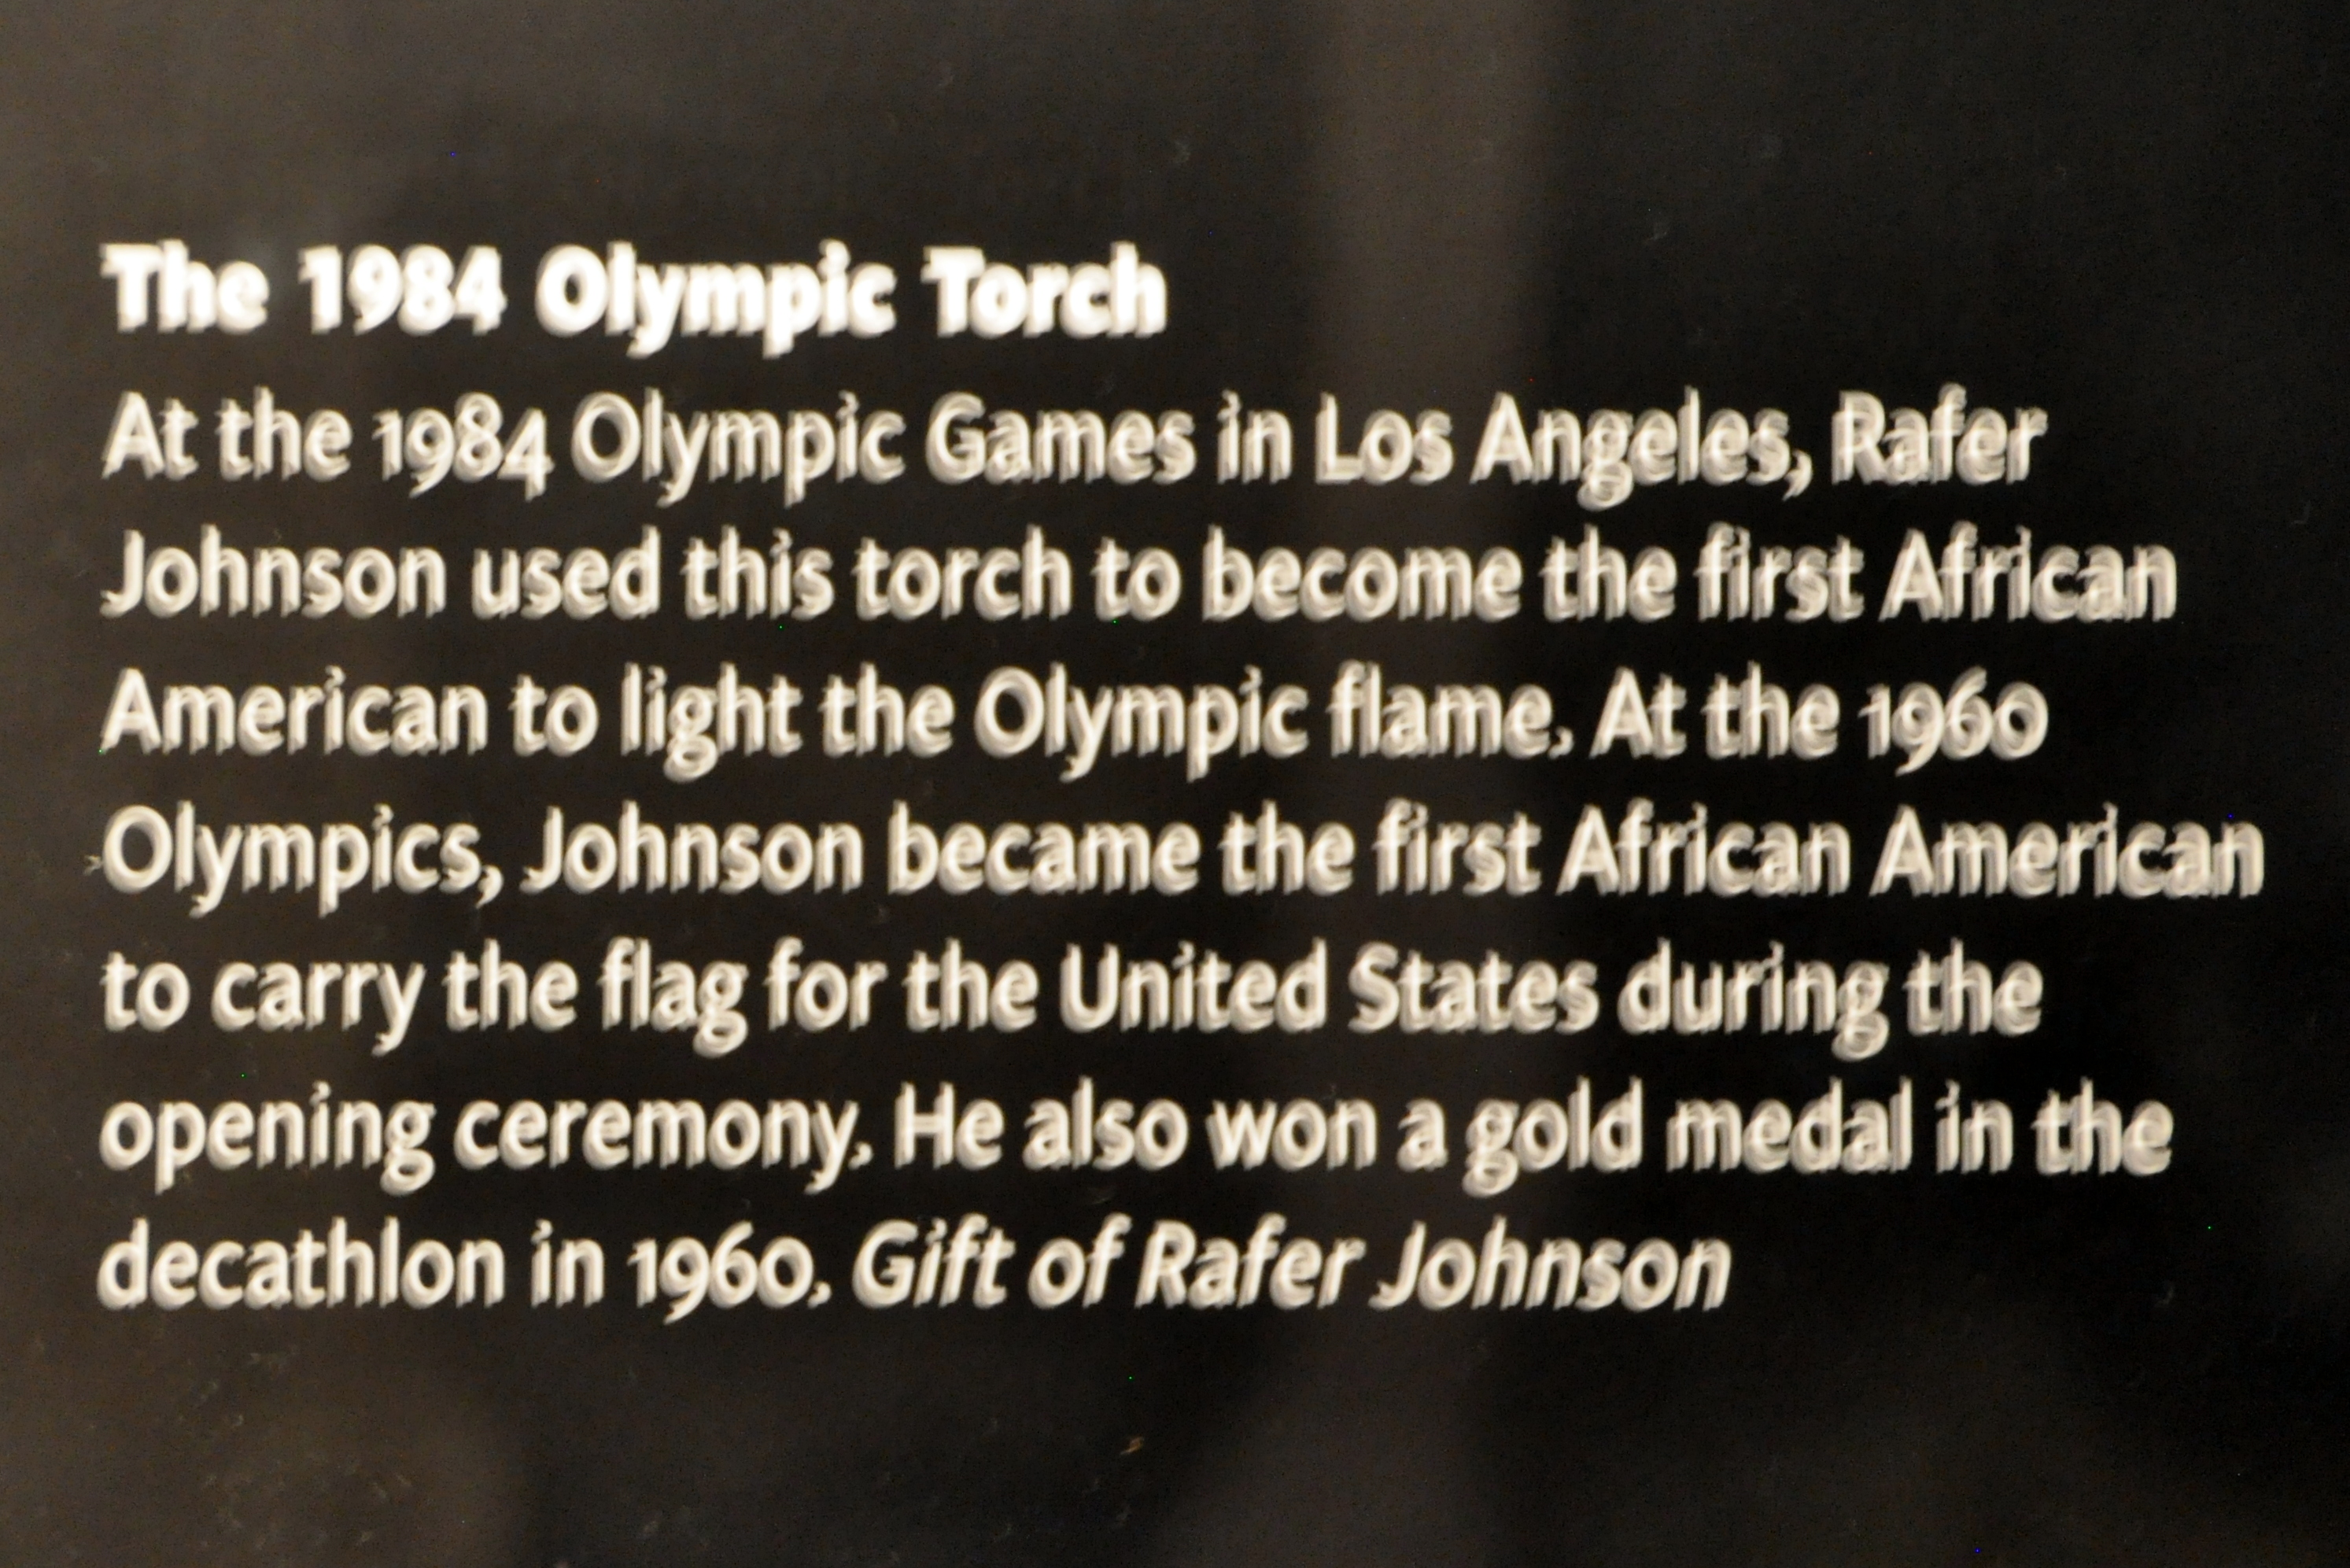 The 1984 Olympic Torch
At the 1984 Olympic Games in Los Angeles, Rafer
Johnson used this torch to become the first African
American to light the Olympic flame. At the 1960
Olympics, Johnson became the first African American
to carry the flag for the United States during the
opening ceremony. He also won a gold medal in the
decathlon in 1960. Gift of Rafer Johnson